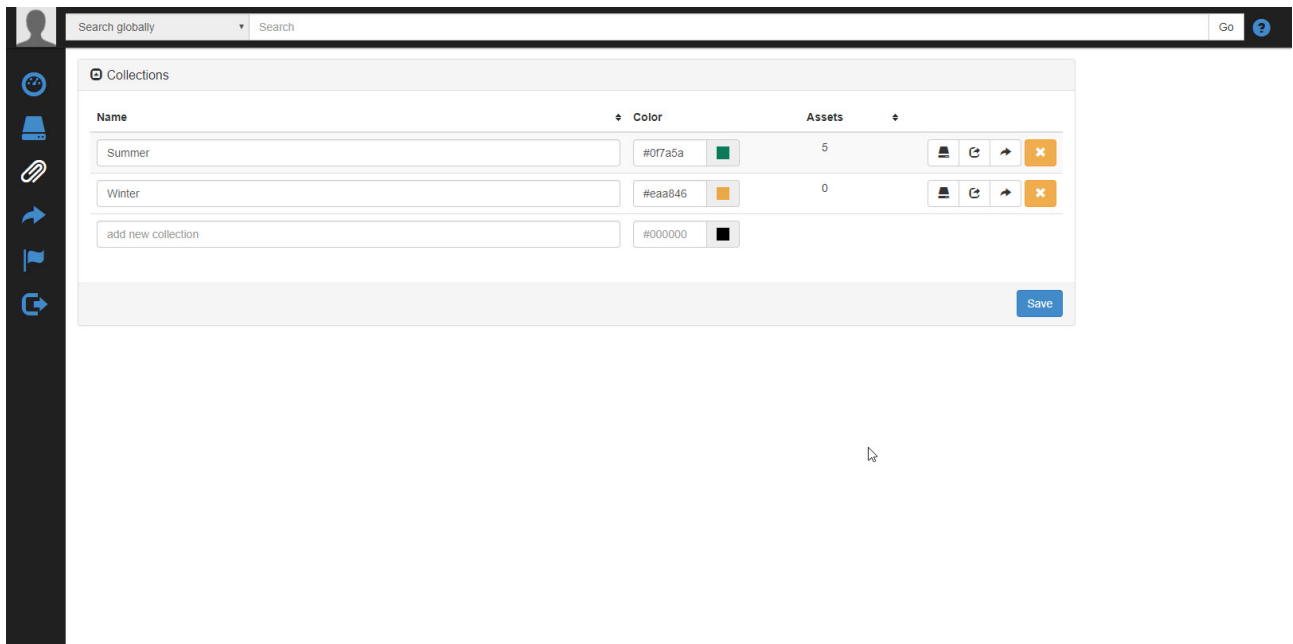 Search globally Search Go ?
Collections
Name Color Assets
Summer #0f7a5a 5
Winter #eaa846 0
add new collection #000000
Save